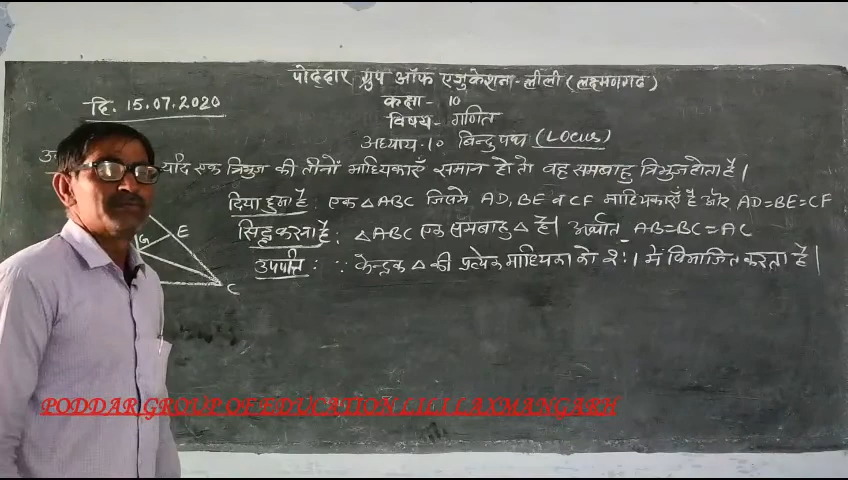 पोद्दार ग्रुप ऑफ एजुकेशन - लीली (लक्ष्मणगढ)
दि. 15.07.2020
कक्षा - 10
विषय - गणित
अध्याय - 10 बिन्दुपथ (Locus)
यदि एक त्रिभुज की तीनों माध्यिकाएँ समान हो तो वह समबाहु त्रिभुज होता है।
दिया हुआ है: एक △ABC जिसमे AD, BE व CF माध्यिकाएँ है और AD=BE=CF
सिद्ध करना है: △ABC एक समबाहु △ है। अर्थात AB=BC=AC
उपपत्ति: ∵ केन्द्रक △ की प्रत्येक माध्यिका को 2:1 में विभाजित करता है।
G E
C
PODDAR GROUP OF EDUCATION LILI LAXMANGARH